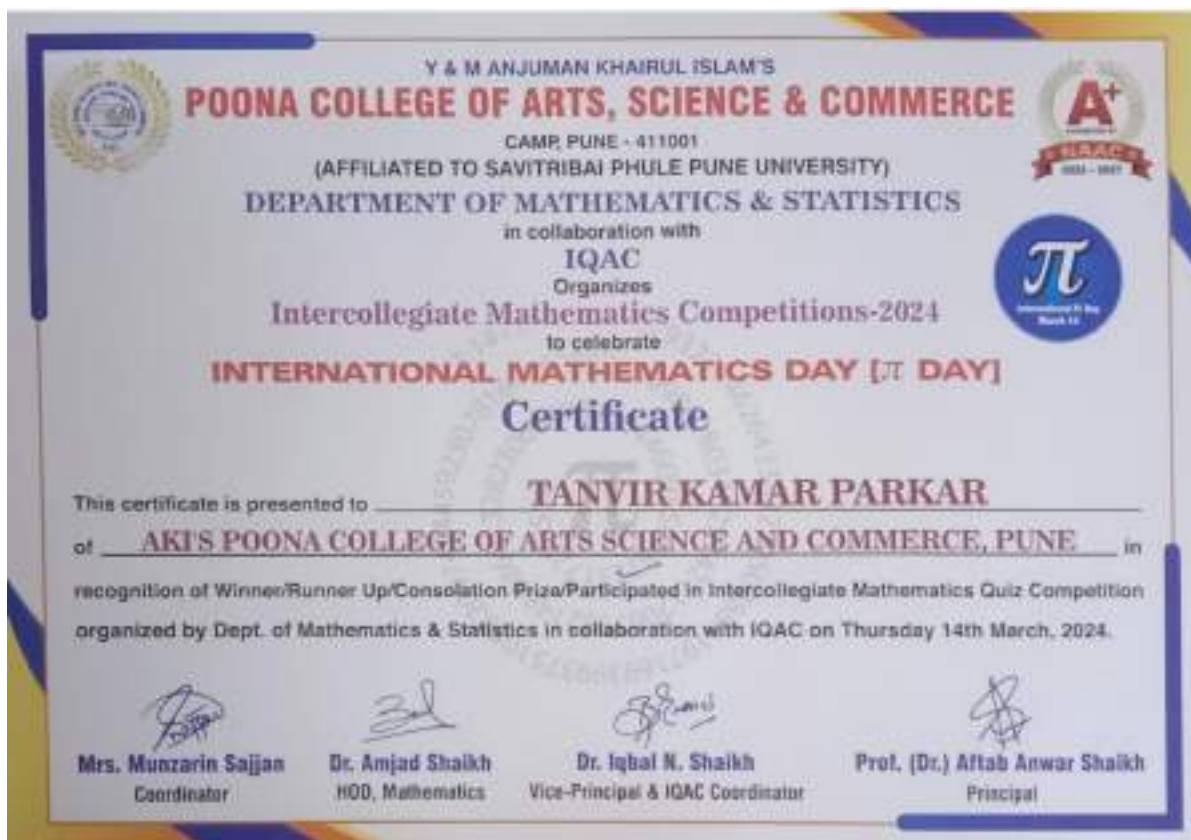 Y & M ANJUMAN KHAIRUL ISLAM'S
POONA COLLEGE OF ARTS, SCIENCE & COMMERCE
CAMP, PUNE - 411001
(AFFILIATED TO SAVITRIBAI PHULE PUNE UNIVERSITY)
DEPARTMENT OF MATHEMATICS & STATISTICS
in collaboration with
IQAC
Organizes
Intercollegiate Mathematics Competitions-2024
to celebrate
INTERNATIONAL MATHEMATICS DAY [π DAY]
Certificate
A+
NAAC
π
International Pi Day
March 14
This certificate is presented to TANVIR KAMAR PARKAR
of AKI'S POONA COLLEGE OF ARTS SCIENCE AND COMMERCE, PUNE in
recognition of Winner/Runner Up/Consolation Prize/Participated in Intercollegiate Mathematics Quiz Competition
organized by Dept. of Mathematics & Statistics in collaboration with IQAC on Thursday 14th March, 2024.
Mrs. Munzarin Sajjan
Coordinator
Dr. Amjad Shaikh
HOD, Mathematics
Dr. Iqbal N. Shaikh
Vice-Principal & IQAC Coordinator
Prof. (Dr.) Aftab Anwar Shaikh
Principal